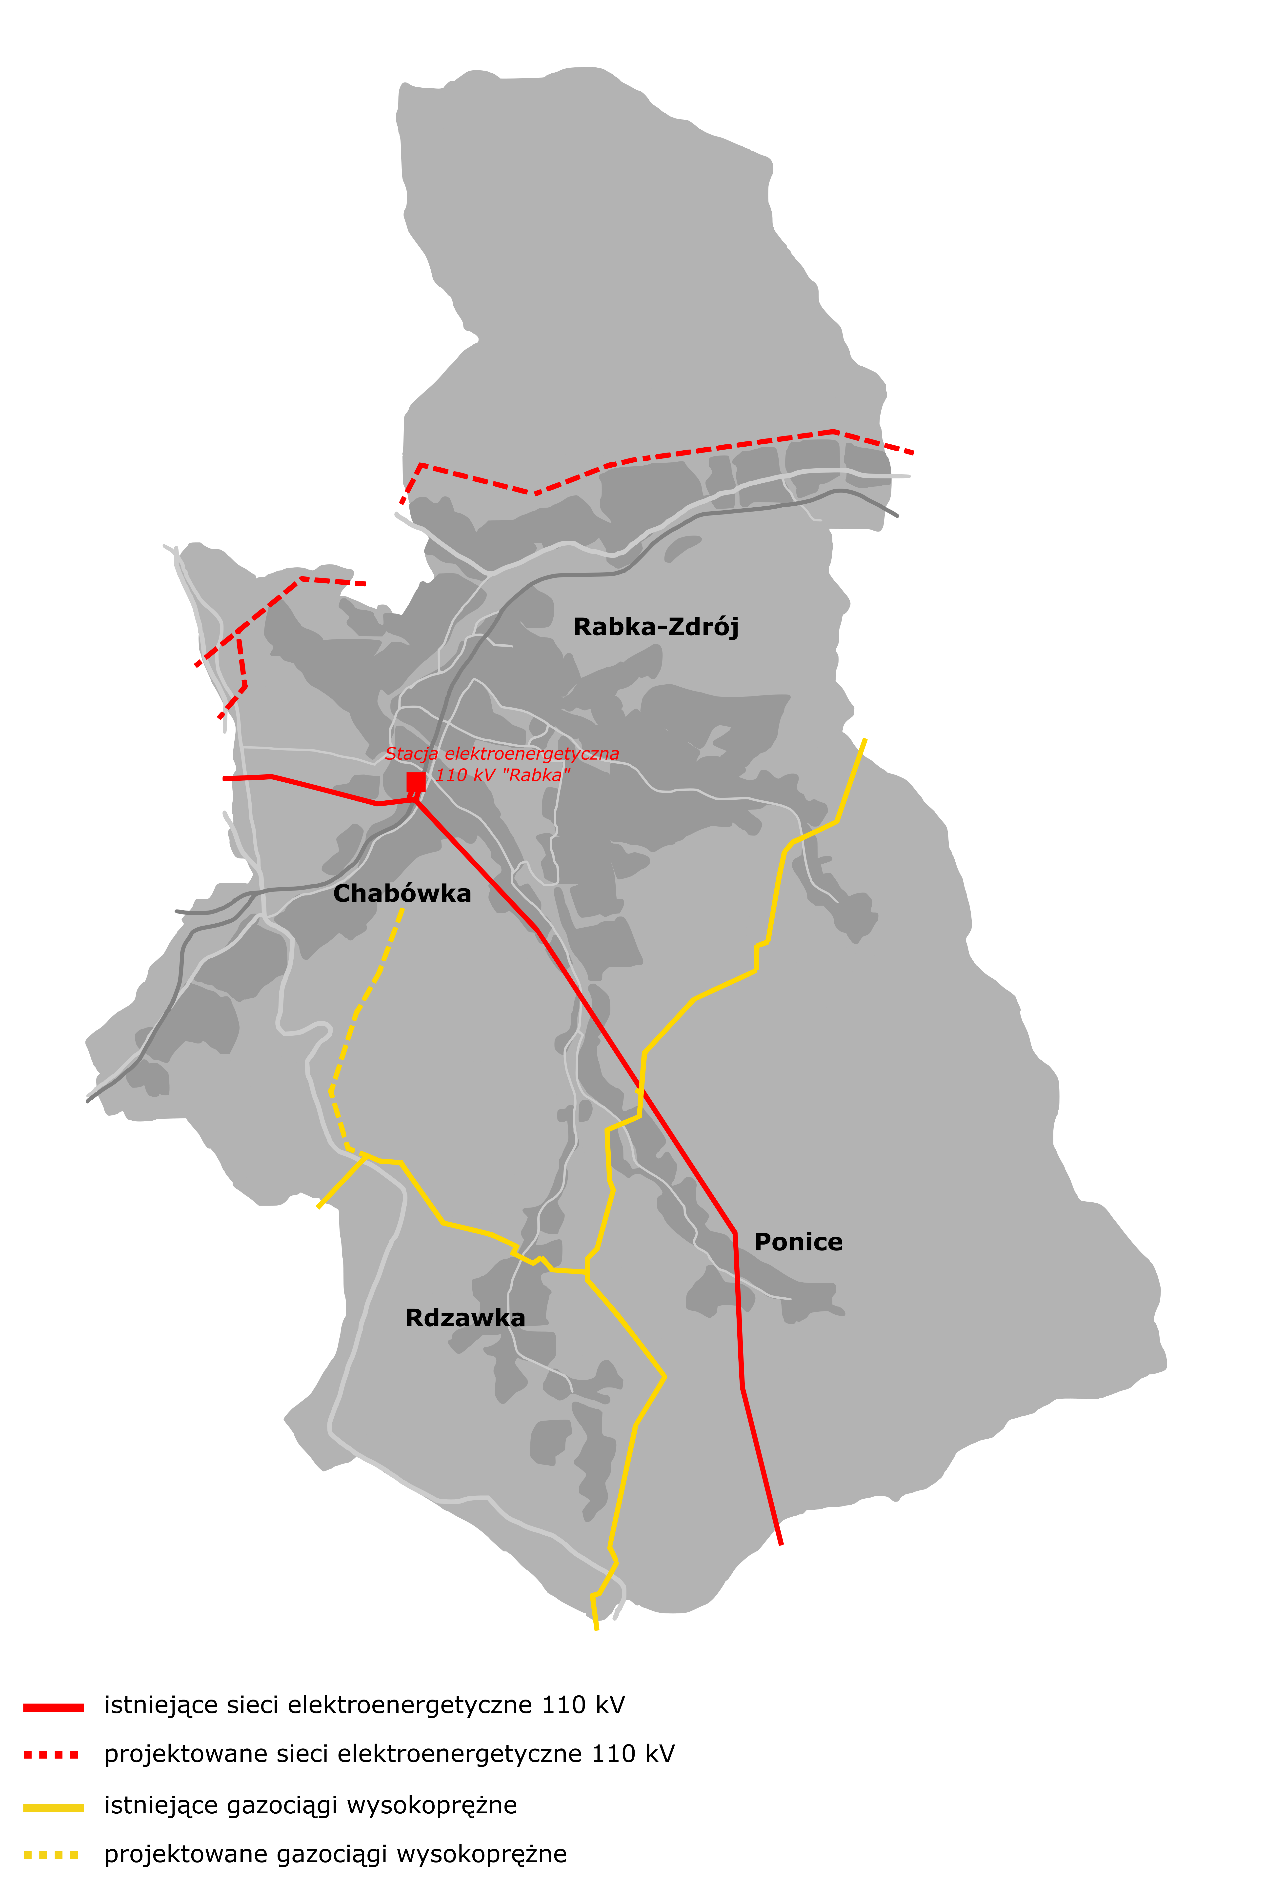 Rabka-Zdrój
Stacja elektroenergetyczna
110 kV "Rabka"
Chabówka
Ponice
Rdzawka
istniejące sieci elektroenergetyczne 110 kV
projektowane sieci elektroenergetyczne 110 kV
istniejące gazociągi wysokoprężne
projektowane gazociągi wysokoprężne